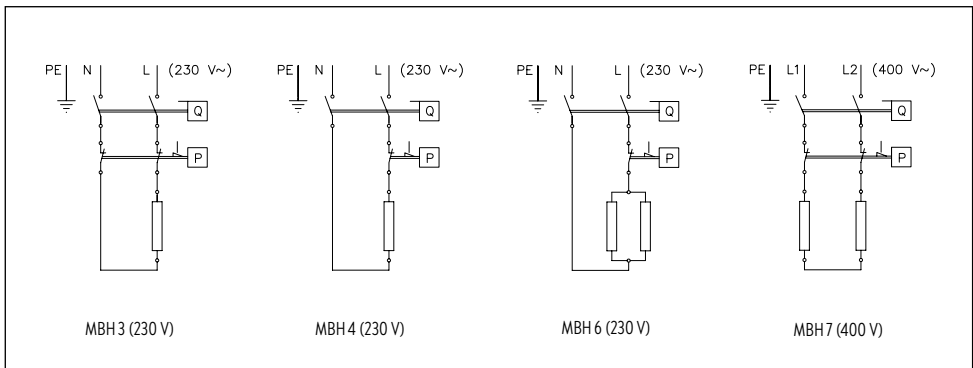 PE N L (230 V~) PE N L (230 V~) PE N L (230 V~) PE L1 L2 (400 V~)
Q Q Q Q
P P P P
MBH 3 (230 V) MBH 4 (230 V) MBH 6 (230 V) MBH 7 (400 V)